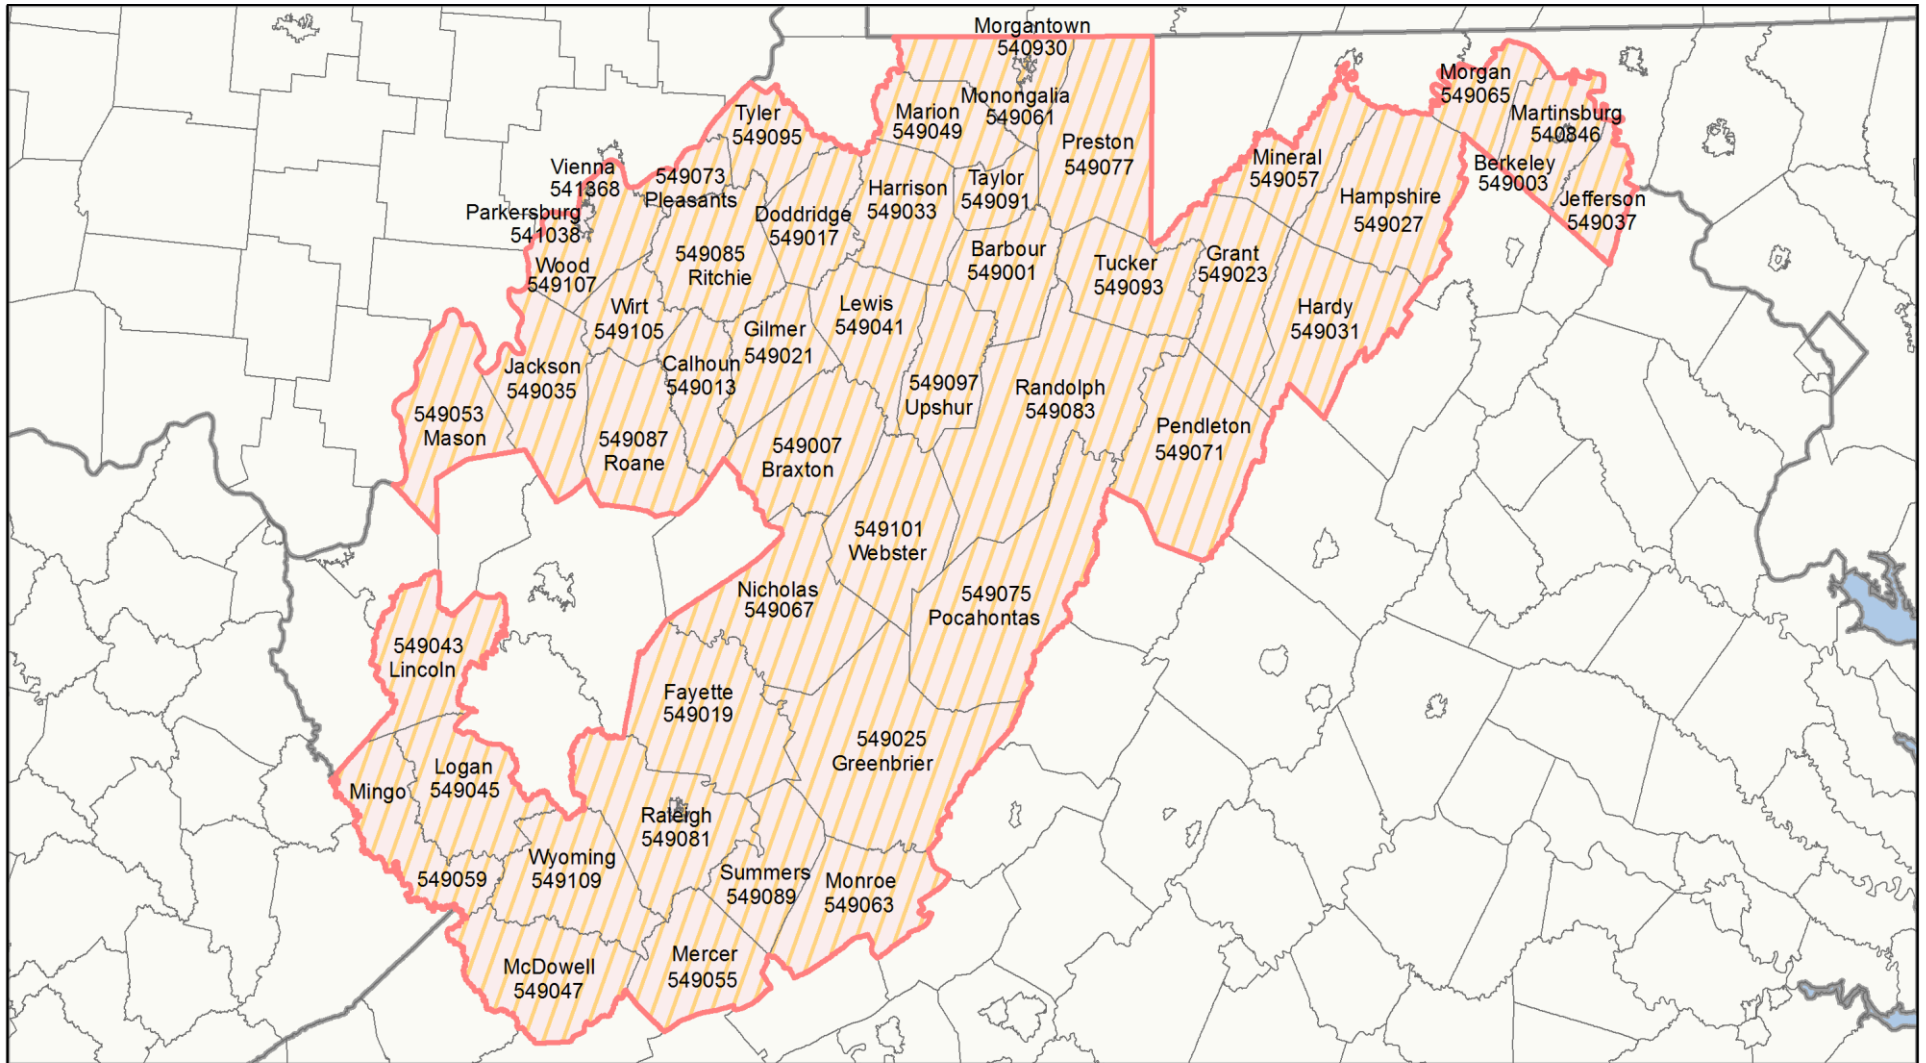 Morgantown
540930
Morgan
549065
Monongalia
549061
Marion
549049
Tyler
549095
Martinsburg
540846
Preston
549077
Mineral
549057
Berkeley
549003
Vienna
541368
549073
Pleasants
Harrison
549033
Taylor
549091
Hampshire
549027
Jefferson
549037
Parkersburg
541038
Doddridge
549017
549085
Ritchie
Barbour
549001
Tucker
549093
Grant
549023
Wood
549107
Wirt
549105
Lewis
549041
Hardy
549031
Gilmer
549021
Jackson
549035
Calhoun
549013
549097
Upshur
Randolph
549083
549053
Mason
549087
Roane
549007
Braxton
Pendleton
549071
549101
Webster
Nicholas
549067
549075
Pocahontas
549043
Lincoln
Fayette
549019
549025
Greenbrier
Logan
549045
Mingo
549059
Raleigh
549081
Wyoming
549109
Summers
549089
Monroe
549063
McDowell
549047
Mercer
549055